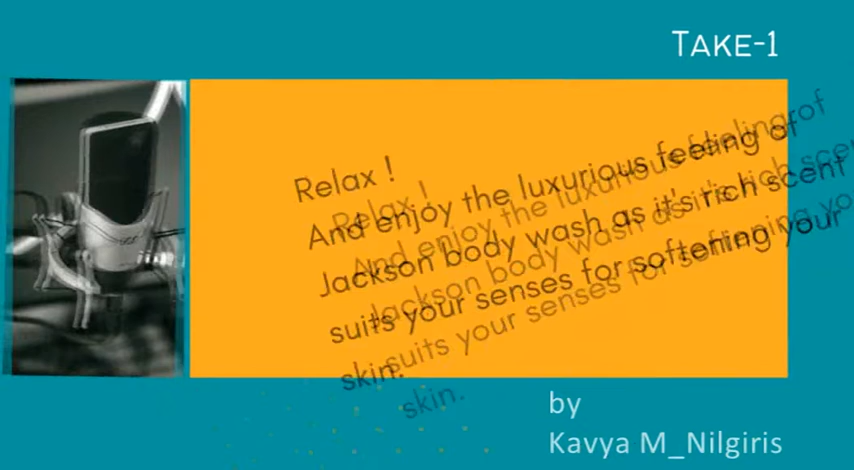 TAKE-1
Relax !
And enjoy the luxurious feeling of
Jackson body wash as it's rich scent
suits your senses for softening your
skin.
by
Kavya M_Nilgiris